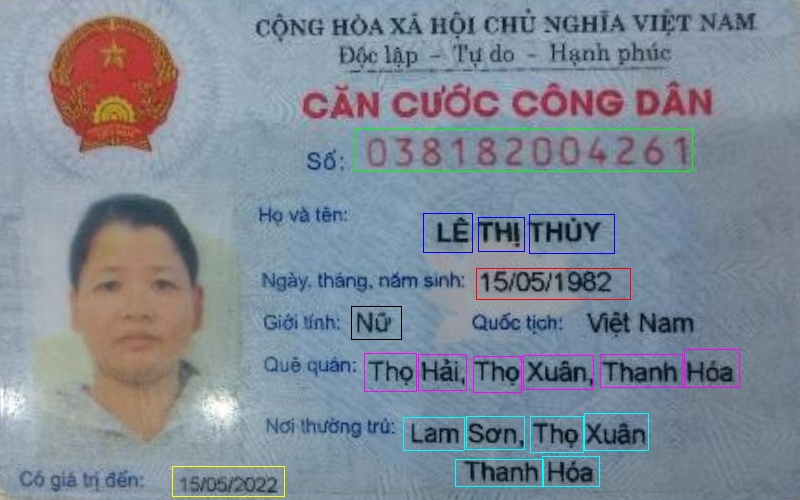 CỘNG HÒA XÃ HỘI CHỦ NGHĨA VIỆT NAM
Độc lập – Tự do – Hạnh phúc
CĂN CƯỚC CÔNG DÂN
Số: 038182004261
Họ và tên: LÊ THỊ THỦY
Ngày, tháng, năm sinh: 15/05/1982
Giới tính: Nữ Quốc tịch: Việt Nam
Quê quán: Thọ Hải, Thọ Xuân, Thanh Hóa
Nơi thường trú: Lam Sơn, Thọ Xuân
Thanh Hóa
Có giá trị đến: 15/05/2022